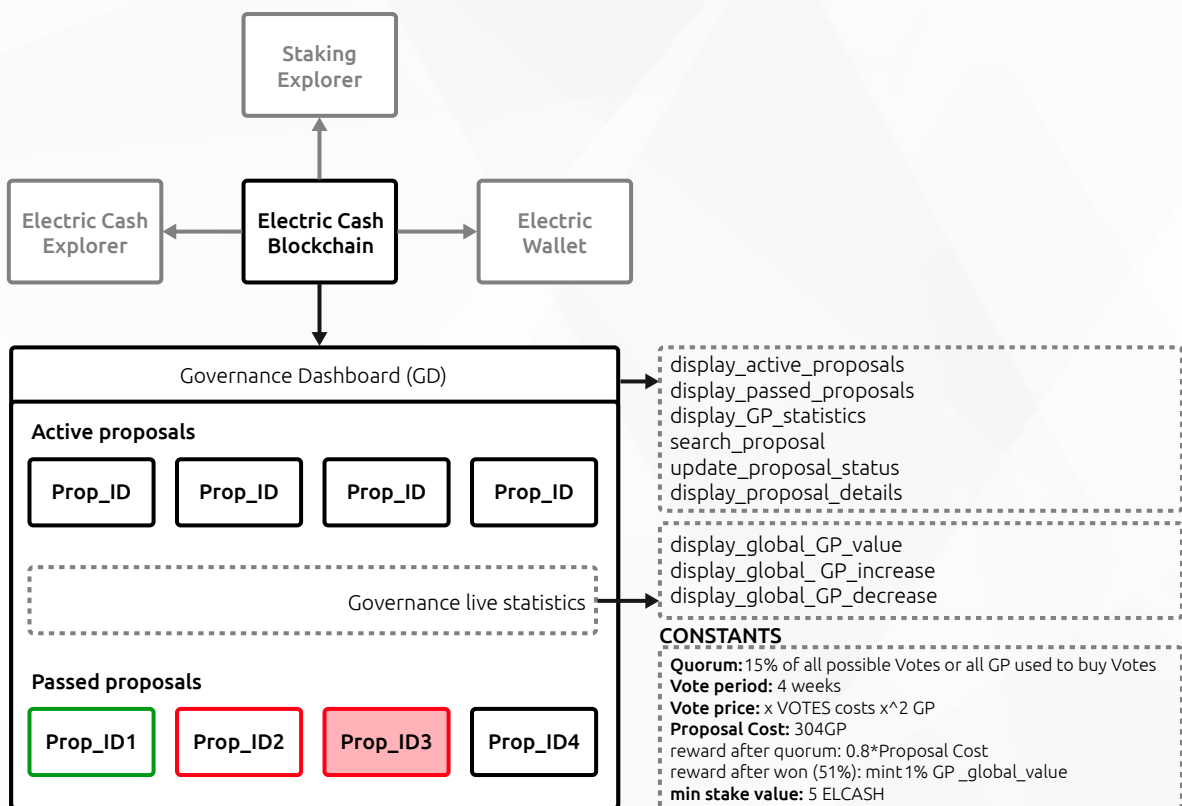 Staking
Explorer
Electric Cash
Explorer
Electric Cash
Blockchain
Electric
Wallet
Governance Dashboard (GD)
Active proposals
Prop_ID
Prop_ID
Prop_ID
Prop_ID
Governance live statistics
Passed proposals
Prop_ID1
Prop_ID2
Prop_ID3
Prop_ID4
display_active_proposals
display_passed_proposals
display_GP_statistics
search_proposal
update_proposal_status
display_proposal_details
display_global_GP_value
display_global_ GP_increase
display_global_GP_decrease
CONSTANTS
Quorum: 15% of all possible Votes or all GP used to buy Votes
Vote period: 4 weeks
Vote price: x VOTES costs x^2 GP
Proposal Cost: 304GP
reward after quorum: 0.8*Proposal Cost
reward after won (51%): mint 1% GP _global_value
min stake value: 5 ELCASH